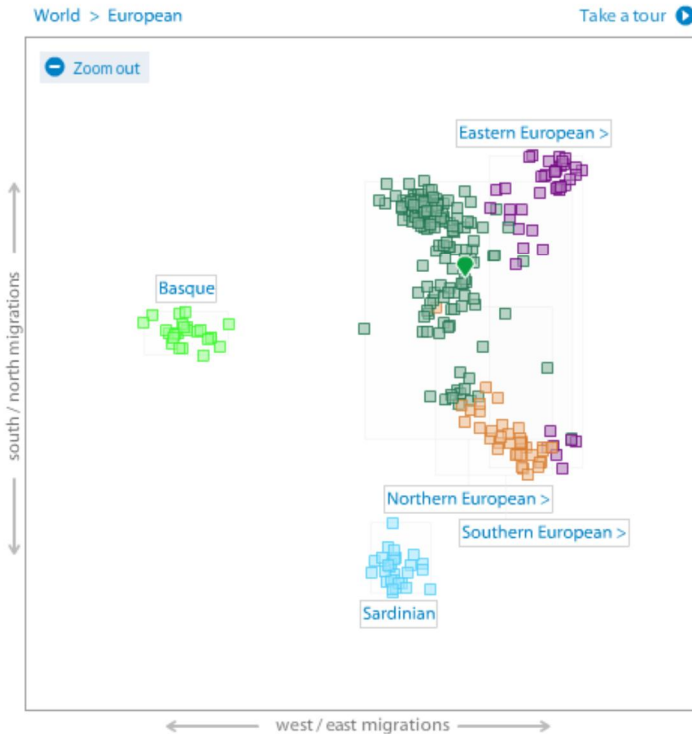 World > European
Take a tour
Zoom out
Eastern European >
Basque
south / north migrations
Northern European >
Southern European >
Sardinian
west / east migrations